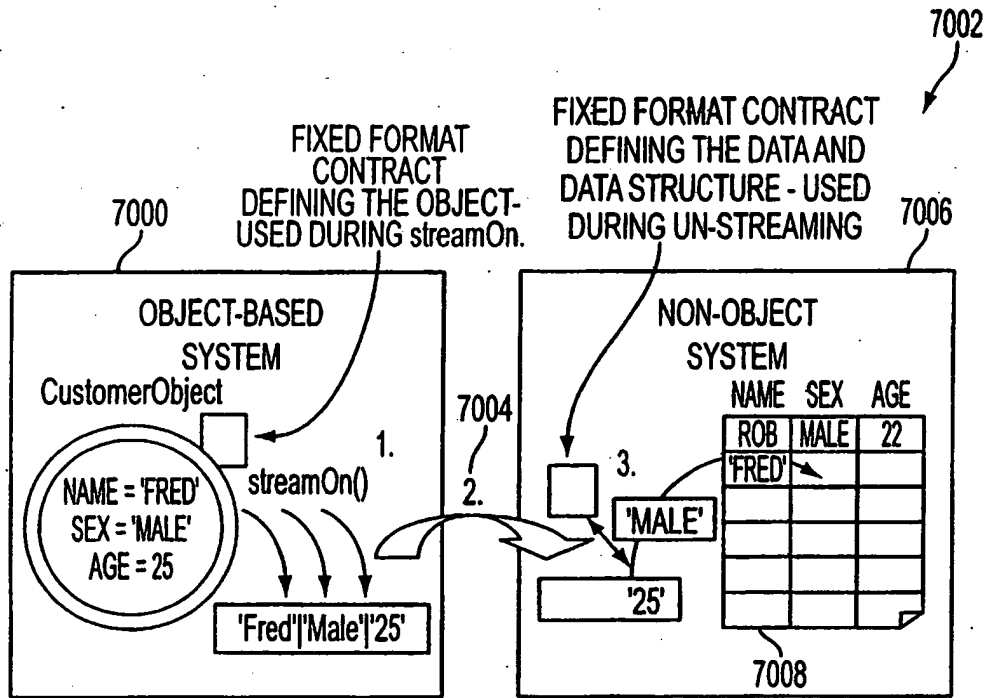 7002
FIXED FORMAT
CONTRACT
DEFINING THE OBJECT-
USED DURING streamOn.
FIXED FORMAT CONTRACT
DEFINING THE DATA AND
DATA STRUCTURE - USED
DURING UN-STREAMING
7000
7006
OBJECT-BASED
SYSTEM
CustomerObject
1.
NAME = 'FRED'
SEX = 'MALE'
AGE = 25
streamOn()
'Fred'|'Male'|'25'
7004
2.
NON-OBJECT
SYSTEM
NAME SEX AGE
ROB MALE 22
'FRED'
3.
'MALE'
'25'
7008